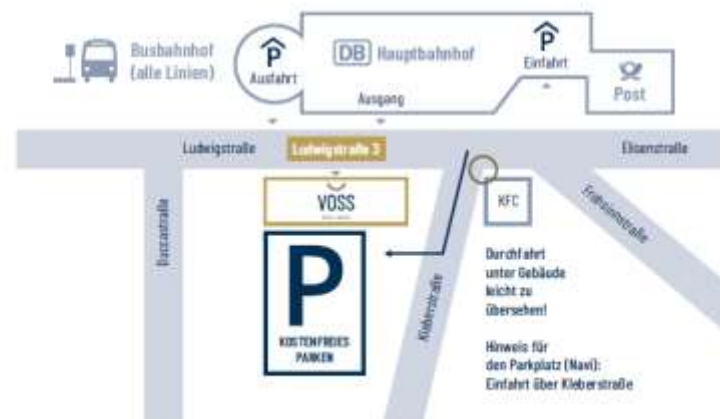 Busbahnhof
(alle Linien)
P
Ausfahrt
DB Hauptbahnhof
Ausgang
P
Einfahrt
Post
Ludwigstraße
Ludwigstraße 3
Elisenstraße
VOSS
KFC
Frohsinnstraße
Daccastraße
Kleberstraße
P
KOSTENFREIES
PARKEN
Durchfahrt
unter Gebäude
leicht zu
übersehen!
Hinweis für
den Parkplatz (Navi):
Einfahrt über Kleberstraße